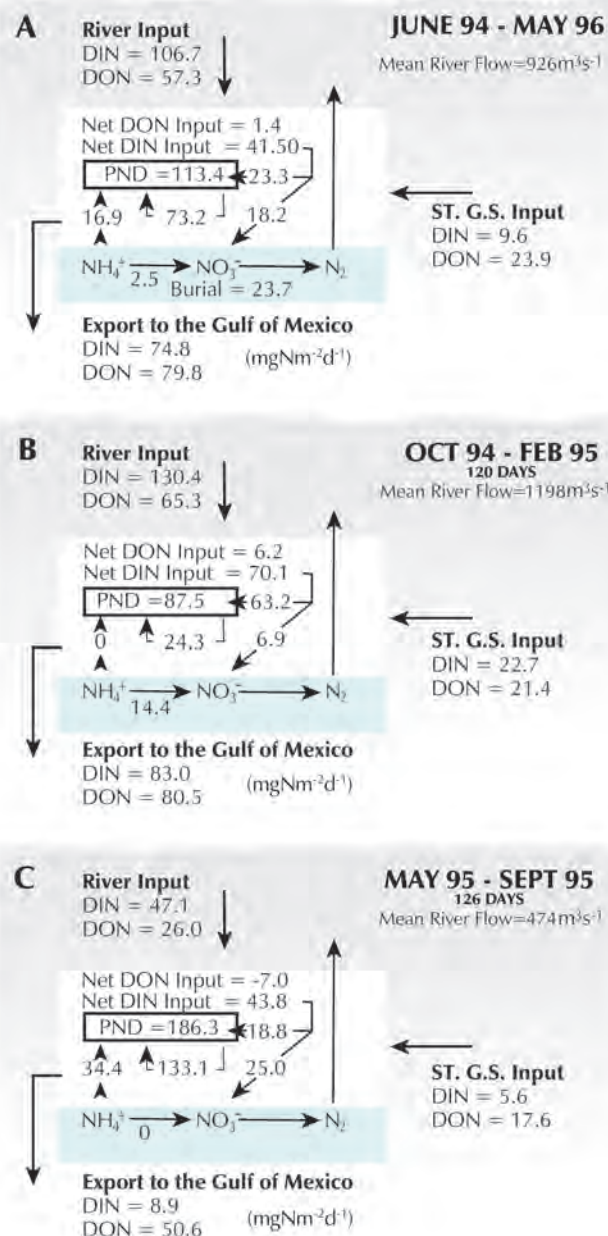 A
River Input
DIN = 106.7
DON = 57.3
JUNE 94 - MAY 96
Mean River Flow=926m³s⁻¹
Net DON Input = 1.4
Net DIN Input = 41.50
PND =113.4
23.3
16.9
73.2
18.2
ST. G.S. Input
DIN = 9.6
DON = 23.9
NH₄⁺
2.5
NO₃⁻
N₂
Burial = 23.7
Export to the Gulf of Mexico
DIN = 74.8
DON = 79.8
(mgNm⁻²d⁻¹)
B
River Input
DIN = 130.4
DON = 65.3
OCT 94 - FEB 95
120 DAYS
Mean River Flow=1198m³s⁻¹
Net DON Input = 6.2
Net DIN Input = 70.1
PND =87.5
63.2
0
24.3
6.9
ST. G.S. Input
DIN = 22.7
DON = 21.4
NH₄⁺
14.4
NO₃⁻
N₂
Export to the Gulf of Mexico
DIN = 83.0
DON = 80.5
(mgNm⁻²d⁻¹)
C
River Input
DIN = 47.1
DON = 26.0
MAY 95 - SEPT 95
126 DAYS
Mean River Flow=474m³s⁻¹
Net DON Input = -7.0
Net DIN Input = 43.8
PND =186.3
18.8
34.4
133.1
25.0
ST. G.S. Input
DIN = 5.6
DON = 17.6
NH₄⁺
0
NO₃⁻
N₂
Export to the Gulf of Mexico
DIN = 8.9
DON = 50.6
(mgNm⁻²d⁻¹)